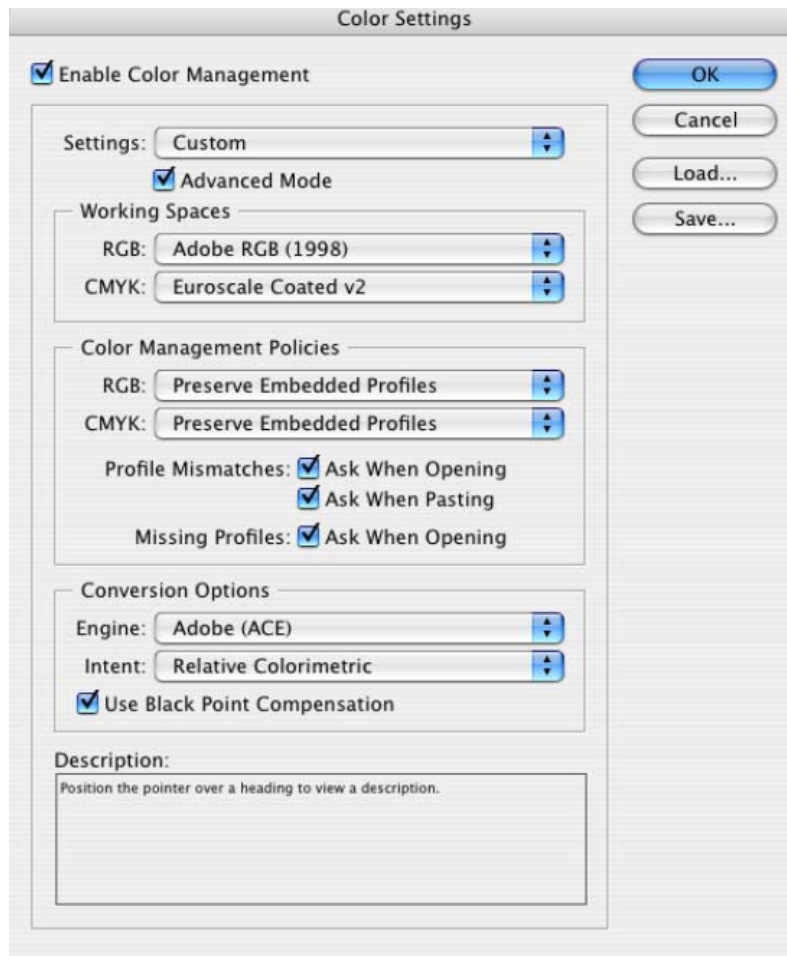 Color Settings
Enable Color Management
OK
Cancel
Load...
Save...
Settings: Custom
Advanced Mode
Working Spaces
RGB: Adobe RGB (1998)
CMYK: Euroscale Coated v2
Color Management Policies
RGB: Preserve Embedded Profiles
CMYK: Preserve Embedded Profiles
Profile Mismatches: Ask When Opening
Ask When Pasting
Missing Profiles: Ask When Opening
Conversion Options
Engine: Adobe (ACE)
Intent: Relative Colorimetric
Use Black Point Compensation
Description:
Position the pointer over a heading to view a description.